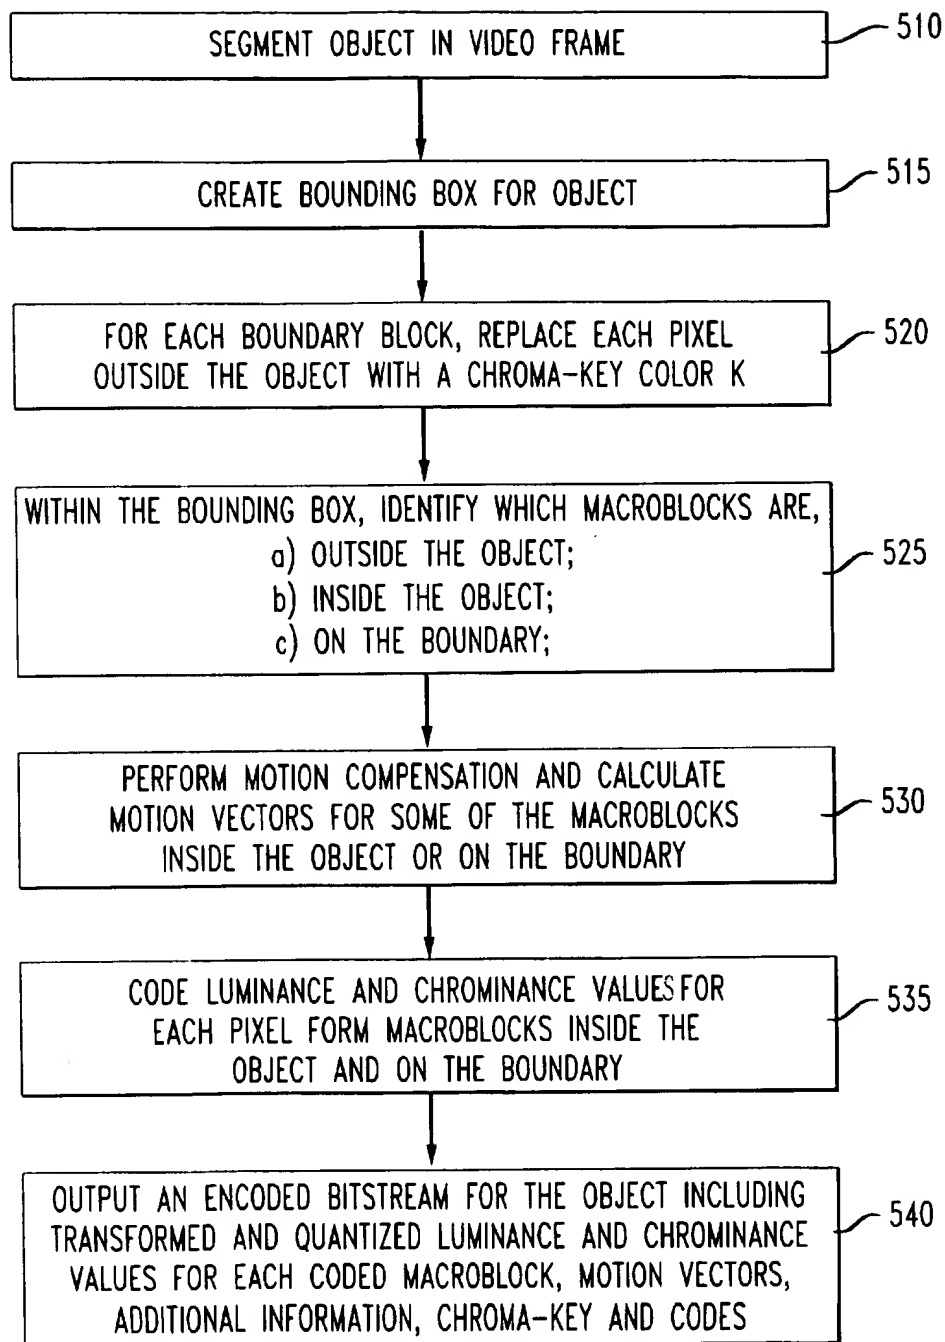 SEGMENT OBJECT IN VIDEO FRAME
510
CREATE BOUNDING BOX FOR OBJECT
515
FOR EACH BOUNDARY BLOCK, REPLACE EACH PIXEL
OUTSIDE THE OBJECT WITH A CHROMA-KEY COLOR K
520
WITHIN THE BOUNDING BOX, IDENTIFY WHICH MACROBLOCKS ARE,
a) OUTSIDE THE OBJECT;
b) INSIDE THE OBJECT;
c) ON THE BOUNDARY;
525
PERFORM MOTION COMPENSATION AND CALCULATE
MOTION VECTORS FOR SOME OF THE MACROBLOCKS
INSIDE THE OBJECT OR ON THE BOUNDARY
530
CODE LUMINANCE AND CHROMINANCE VALUES FOR
EACH PIXEL FORM MACROBLOCKS INSIDE THE
OBJECT AND ON THE BOUNDARY
535
OUTPUT AN ENCODED BITSTREAM FOR THE OBJECT INCLUDING
TRANSFORMED AND QUANTIZED LUMINANCE AND CHROMINANCE
VALUES FOR EACH CODED MACROBLOCK, MOTION VECTORS,
ADDITIONAL INFORMATION, CHROMA-KEY AND CODES
540